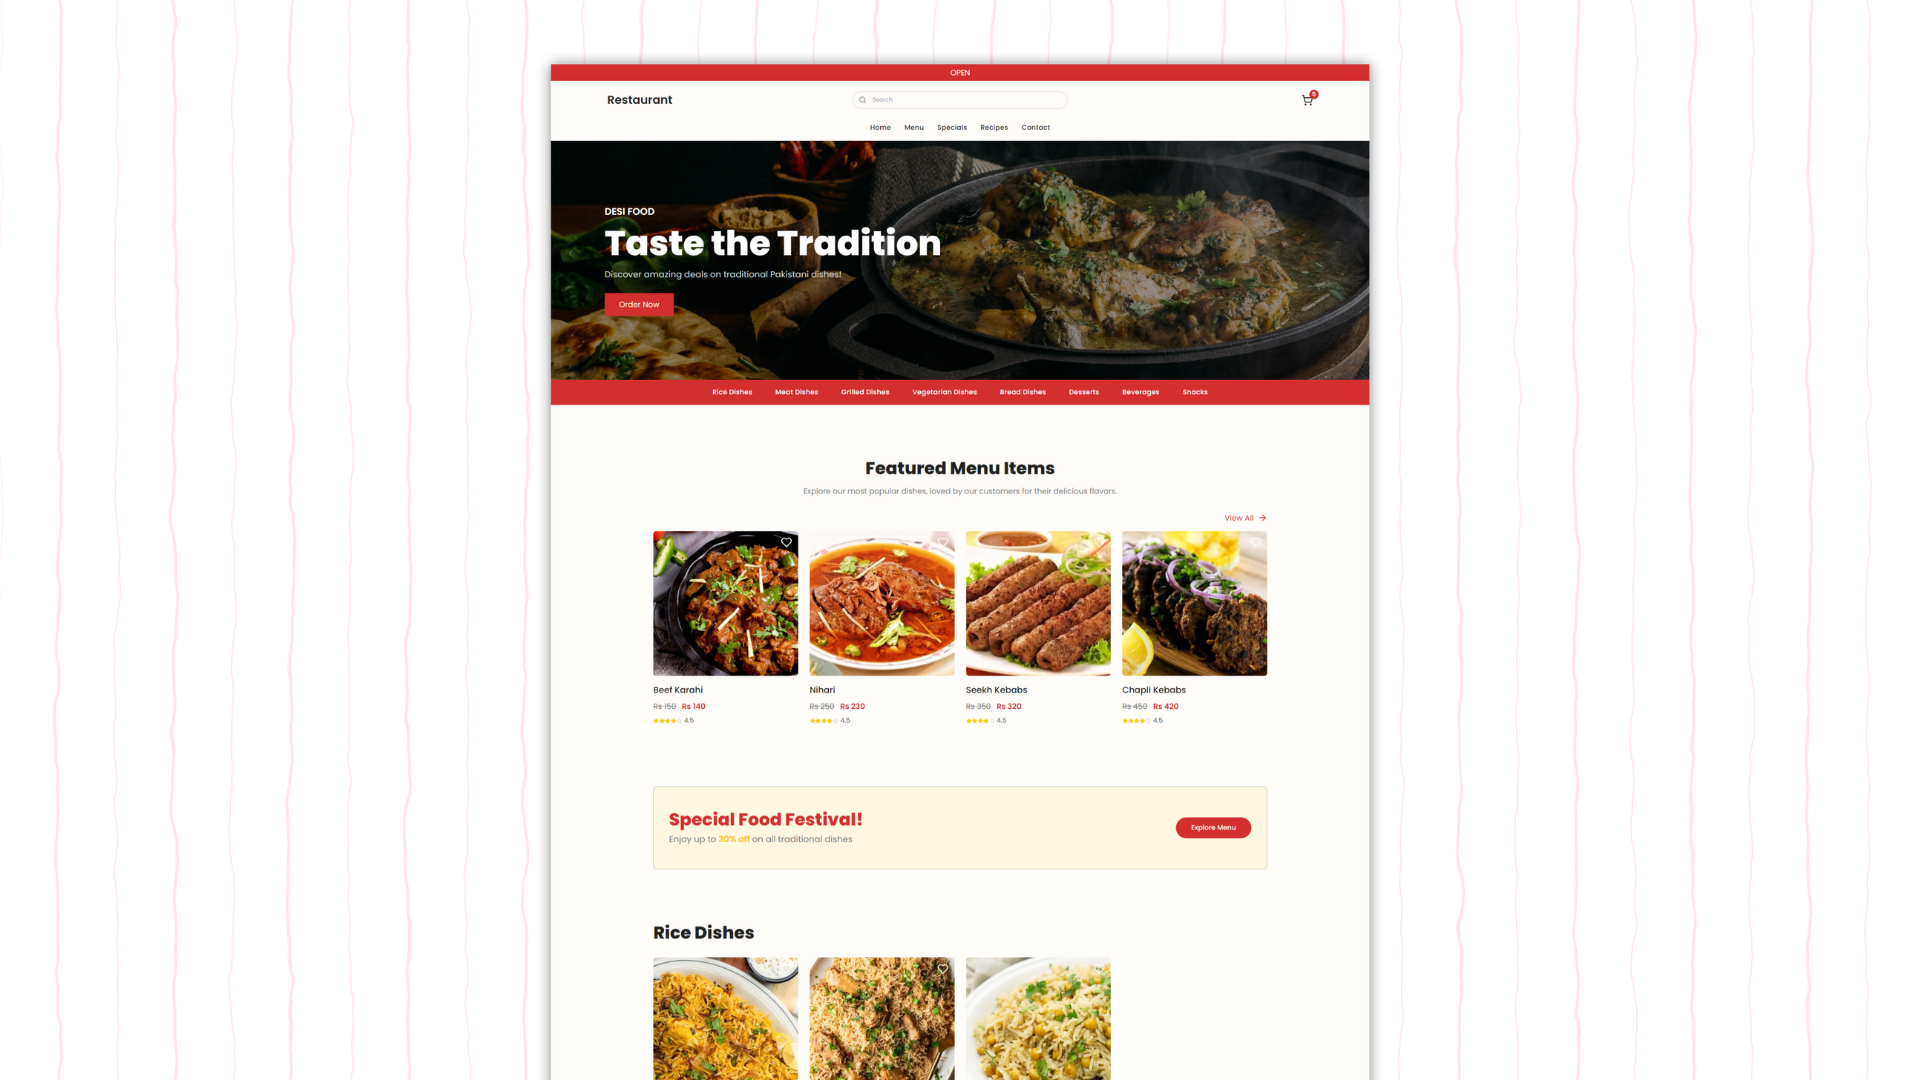 OPEN
Restaurant
Search
5
Home Menu Specials Recipes Contact
DESI FOOD
Taste the Tradition
Discover amazing deals on traditional Pakistani dishes!
Order Now
Rice Dishes Meat Dishes Grilled Dishes Vegetarian Dishes Bread Dishes Desserts Beverages Snacks
Featured Menu Items
Explore our most popular dishes, loved by our customers for their delicious flavors.
View All →
Beef Karahi Nihari Seekh Kebabs Chapli Kebabs
Rs 150 Rs 140 Rs 250 Rs 230 Rs 350 Rs 320 Rs 450 Rs 420
4.5 4.5 4.5 4.5
Special Food Festival!
Enjoy up to 30% off on all traditional dishes
Explore Menu
Rice Dishes